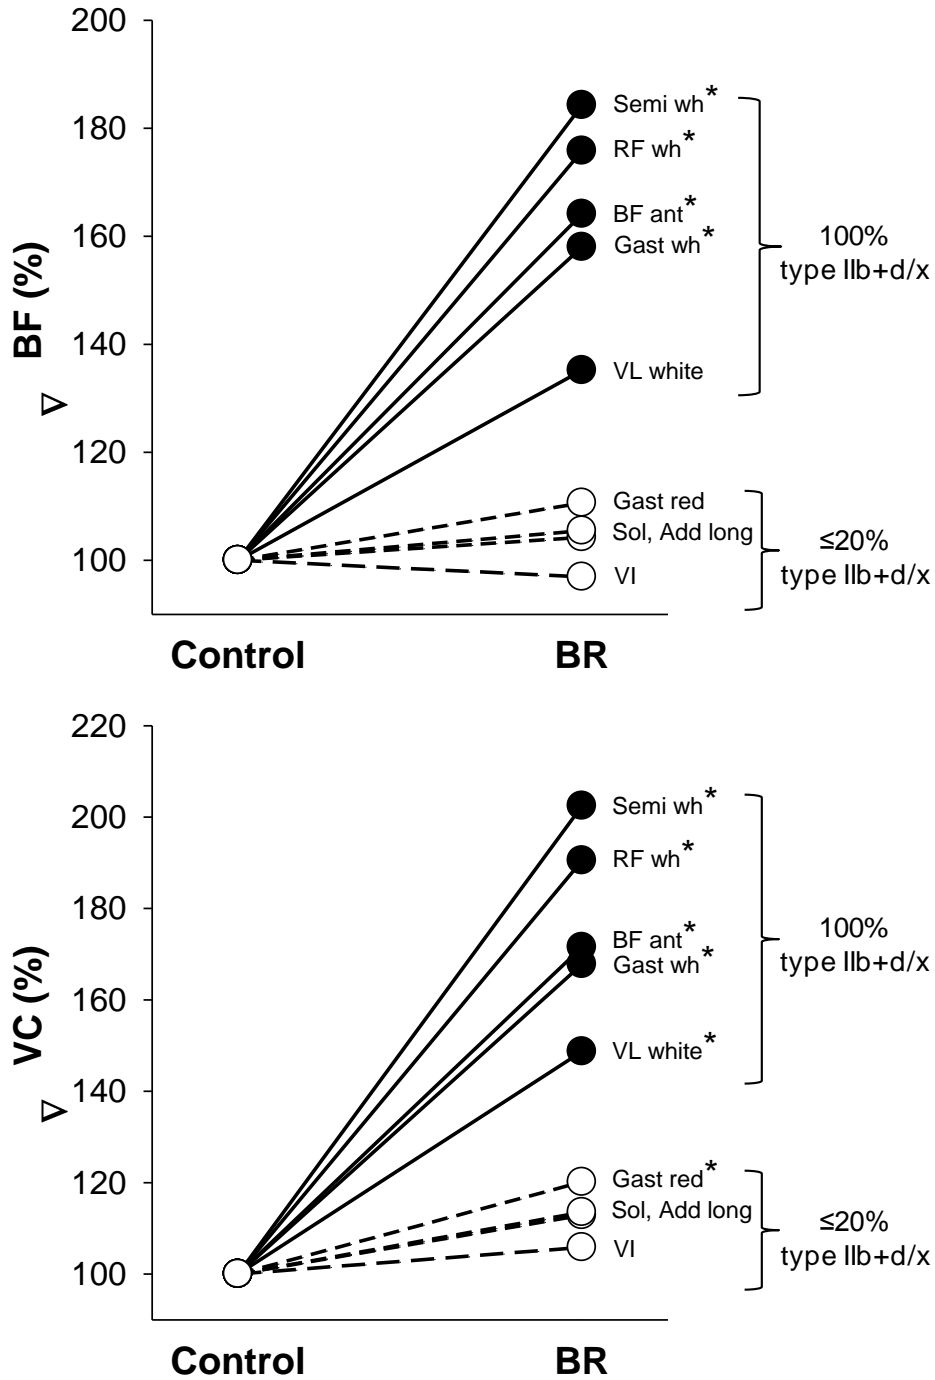 200
180
160
140
120
100
∇ BF (%)
Semi wh*
RF wh*
BF ant*
Gast wh*
VL white
Gast red
Sol, Add long
VI
100%
type IIb+d/x
≤20%
type IIb+d/x
Control BR
220
200
180
160
140
120
100
∇ VC (%)
Semi wh*
RF wh*
BF ant*
Gast wh*
VL white*
Gast red*
Sol, Add long
VI
100%
type IIb+d/x
≤20%
type IIb+d/x
Control BR